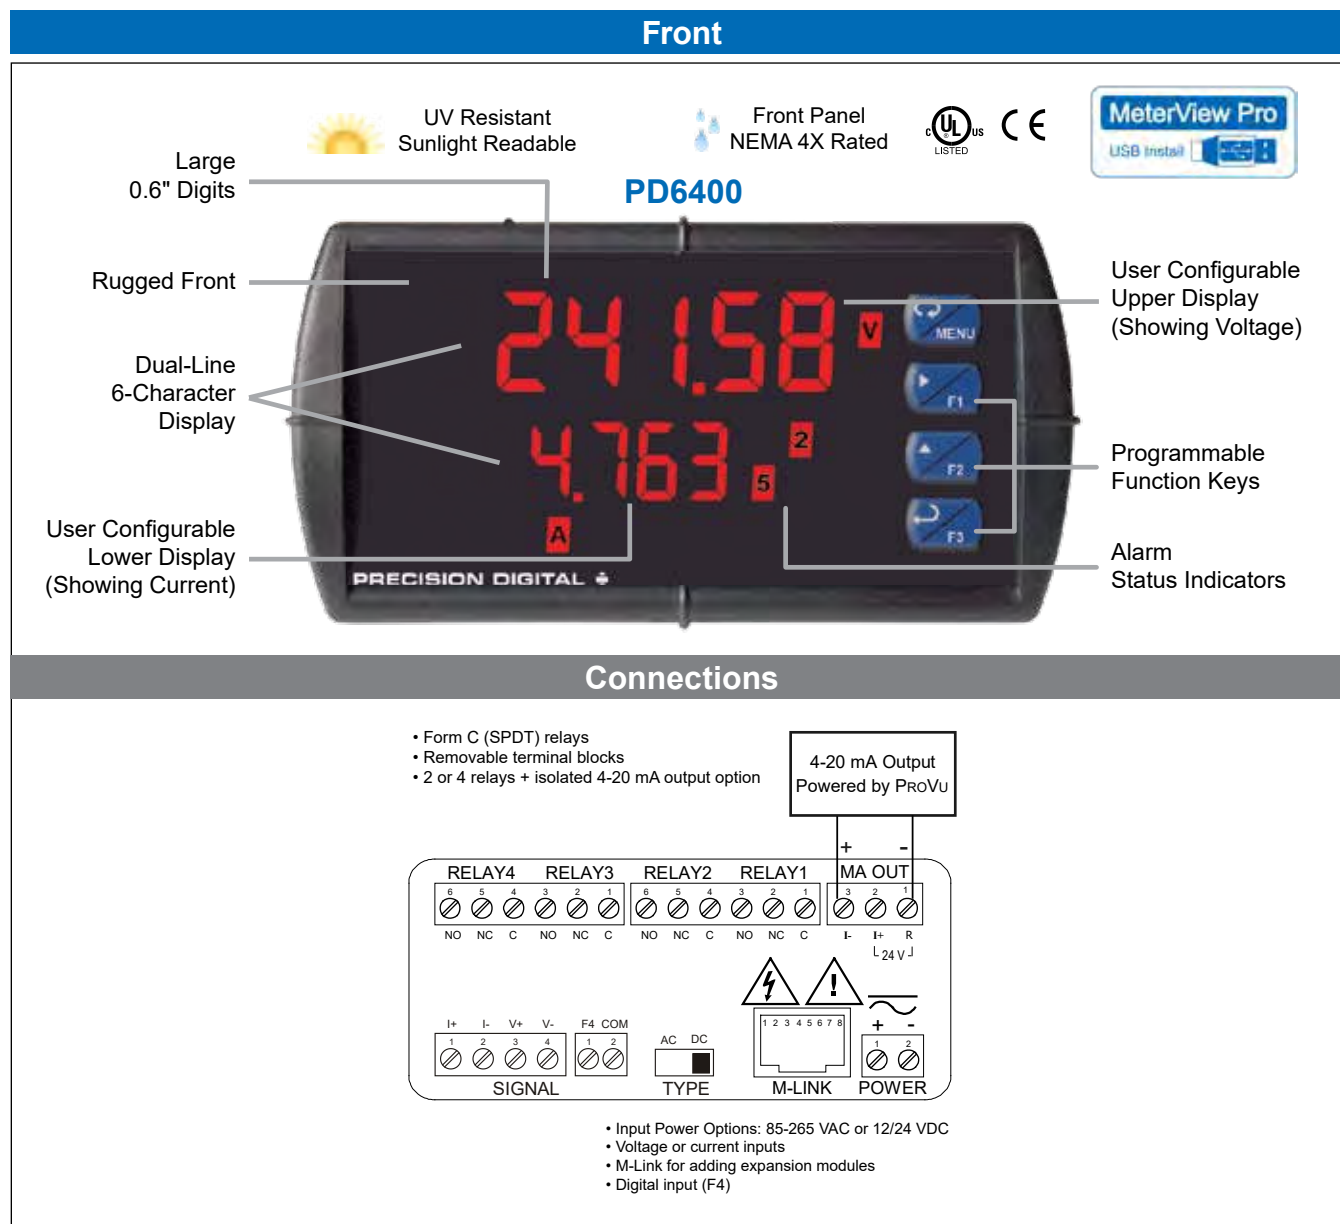 Front
UV Resistant
Sunlight Readable
Front Panel
NEMA 4X Rated
C UL US
®
LISTED
CE
MeterView Pro
USB Install
Large
0.6" Digits
PD6400
Rugged Front
Dual-Line
6-Character
Display
User Configurable
Lower Display
(Showing Current)
241.58
V
4.763
5
2
A
PRECISION DIGITAL
MENU
F1
F2
F3
User Configurable
Upper Display
(Showing Voltage)
Programmable
Function Keys
Alarm
Status Indicators
Connections
• Form C (SPDT) relays
• Removable terminal blocks
• 2 or 4 relays + isolated 4-20 mA output option
4-20 mA Output
Powered by PROVU
+ -
RELAY4 RELAY3 RELAY2 RELAY1 MA OUT
6 5 4 3 2 1 6 5 4 3 2 1 3 2 1
NO NC C NO NC C NO NC C NO NC C I- I+ R
24 V
!
I+ I- V+ V- F4 COM
1 2 3 4 1 2
SIGNAL
AC DC
TYPE
1 2 3 4 5 6 7 8
M-LINK
+ -
1 2
POWER
• Input Power Options: 85-265 VAC or 12/24 VDC
• Voltage or current inputs
• M-Link for adding expansion modules
• Digital input (F4)